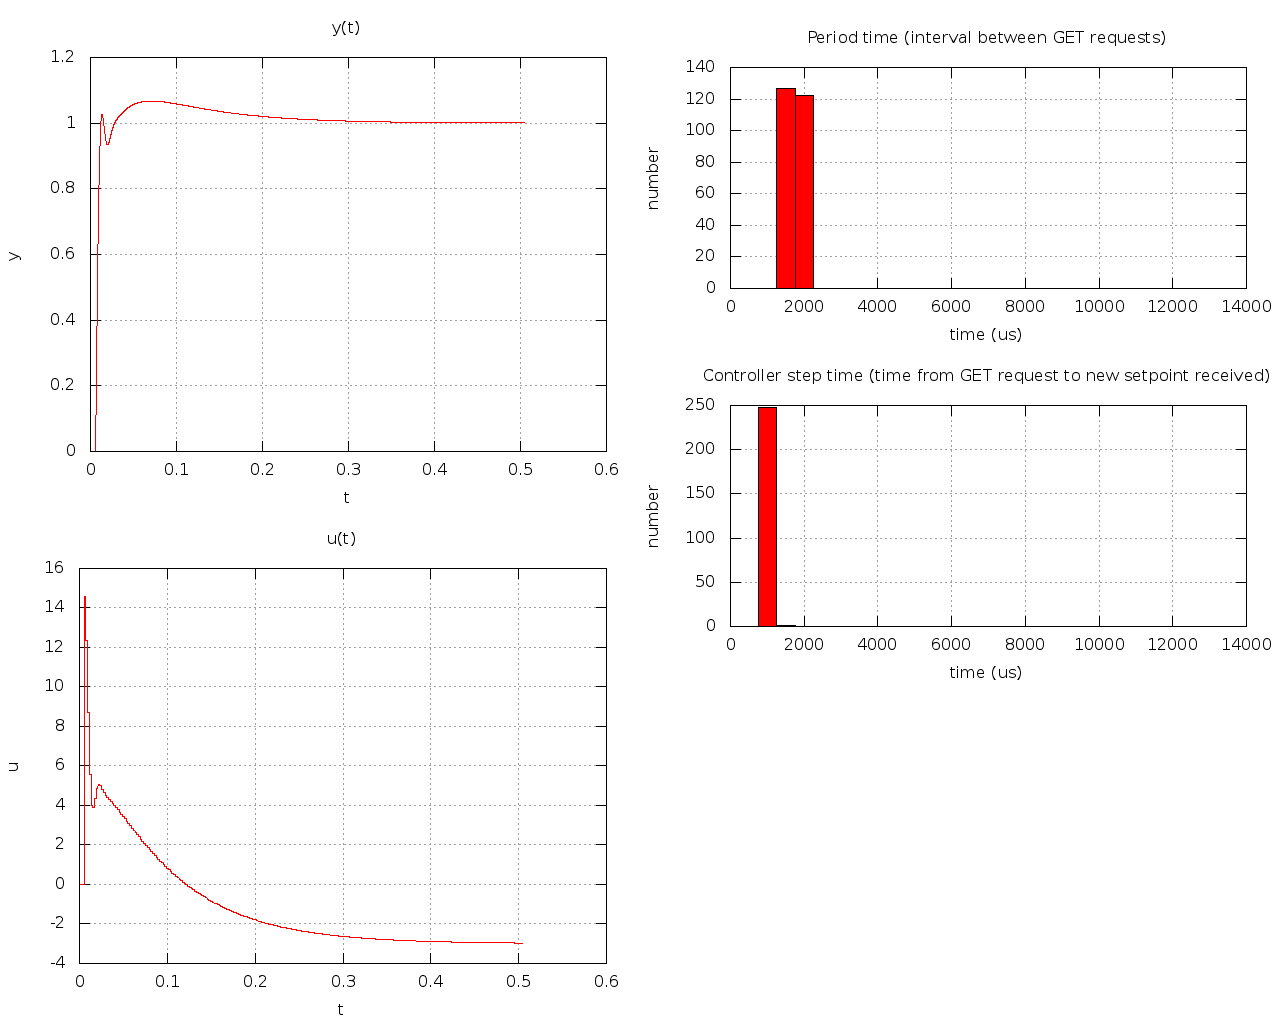 y(t)
1.2
1
0.8
0.6
0.4
0.2
0
y
0 0.1 0.2 0.3 0.4 0.5 0.6
t
u(t)
16
14
12
10
8
6
4
2
0
-2
-4
u
0 0.1 0.2 0.3 0.4 0.5 0.6
t
Period time (interval between GET requests)
140
120
100
80
60
40
20
0
number
0 2000 4000 6000 8000 10000 12000 14000
time (us)
Controller step time (time from GET request to new setpoint received)
250
200
150
100
50
0
number
0 2000 4000 6000 8000 10000 12000 14000
time (us)